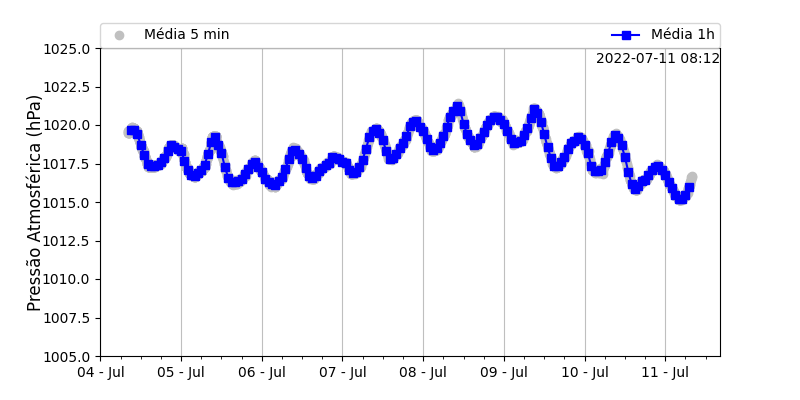 Média 5 min
Média 1h
2022-07-11 08:12
Pressão Atmosférica (hPa)
1025.0
1022.5
1020.0
1017.5
1015.0
1012.5
1010.0
1007.5
1005.0
04 - Jul
05 - Jul
06 - Jul
07 - Jul
08 - Jul
09 - Jul
10 - Jul
11 - Jul